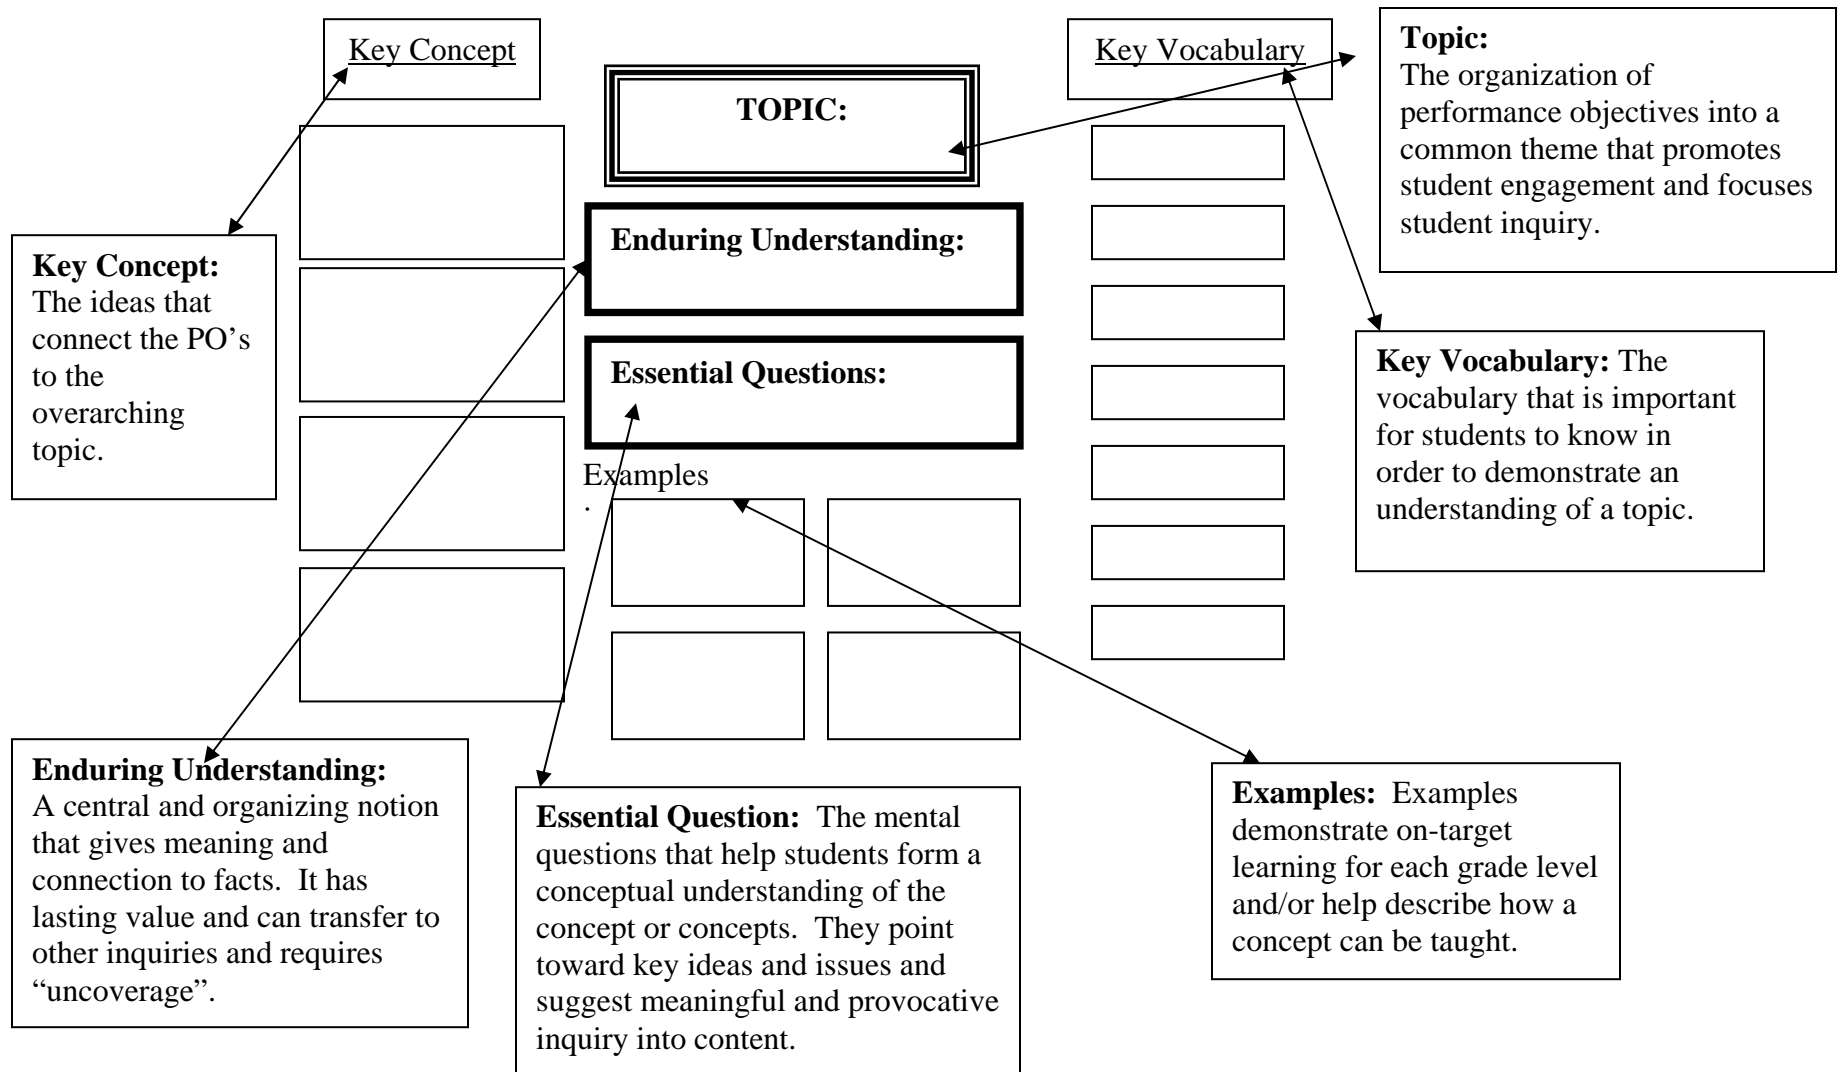 Key Concept
Key Vocabulary
TOPIC:
Topic:
The organization of
performance objectives into a
common theme that promotes
student engagement and focuses
student inquiry.
Enduring Understanding:
Key Concept:
The ideas that
connect the PO’s
to the
overarching
topic.
Essential Questions:
Key Vocabulary: The
vocabulary that is important
for students to know in
order to demonstrate an
understanding of a topic.
Examples
.
Enduring Understanding:
A central and organizing notion
that gives meaning and
connection to facts.  It has
lasting value and can transfer to
other inquiries and requires
“uncoverage”.
Essential Question:  The mental
questions that help students form a
conceptual understanding of the
concept or concepts.  They point
toward key ideas and issues and
suggest meaningful and provocative
inquiry into content.
Examples:  Examples
demonstrate on-target
learning for each grade level
and/or help describe how a
concept can be taught.